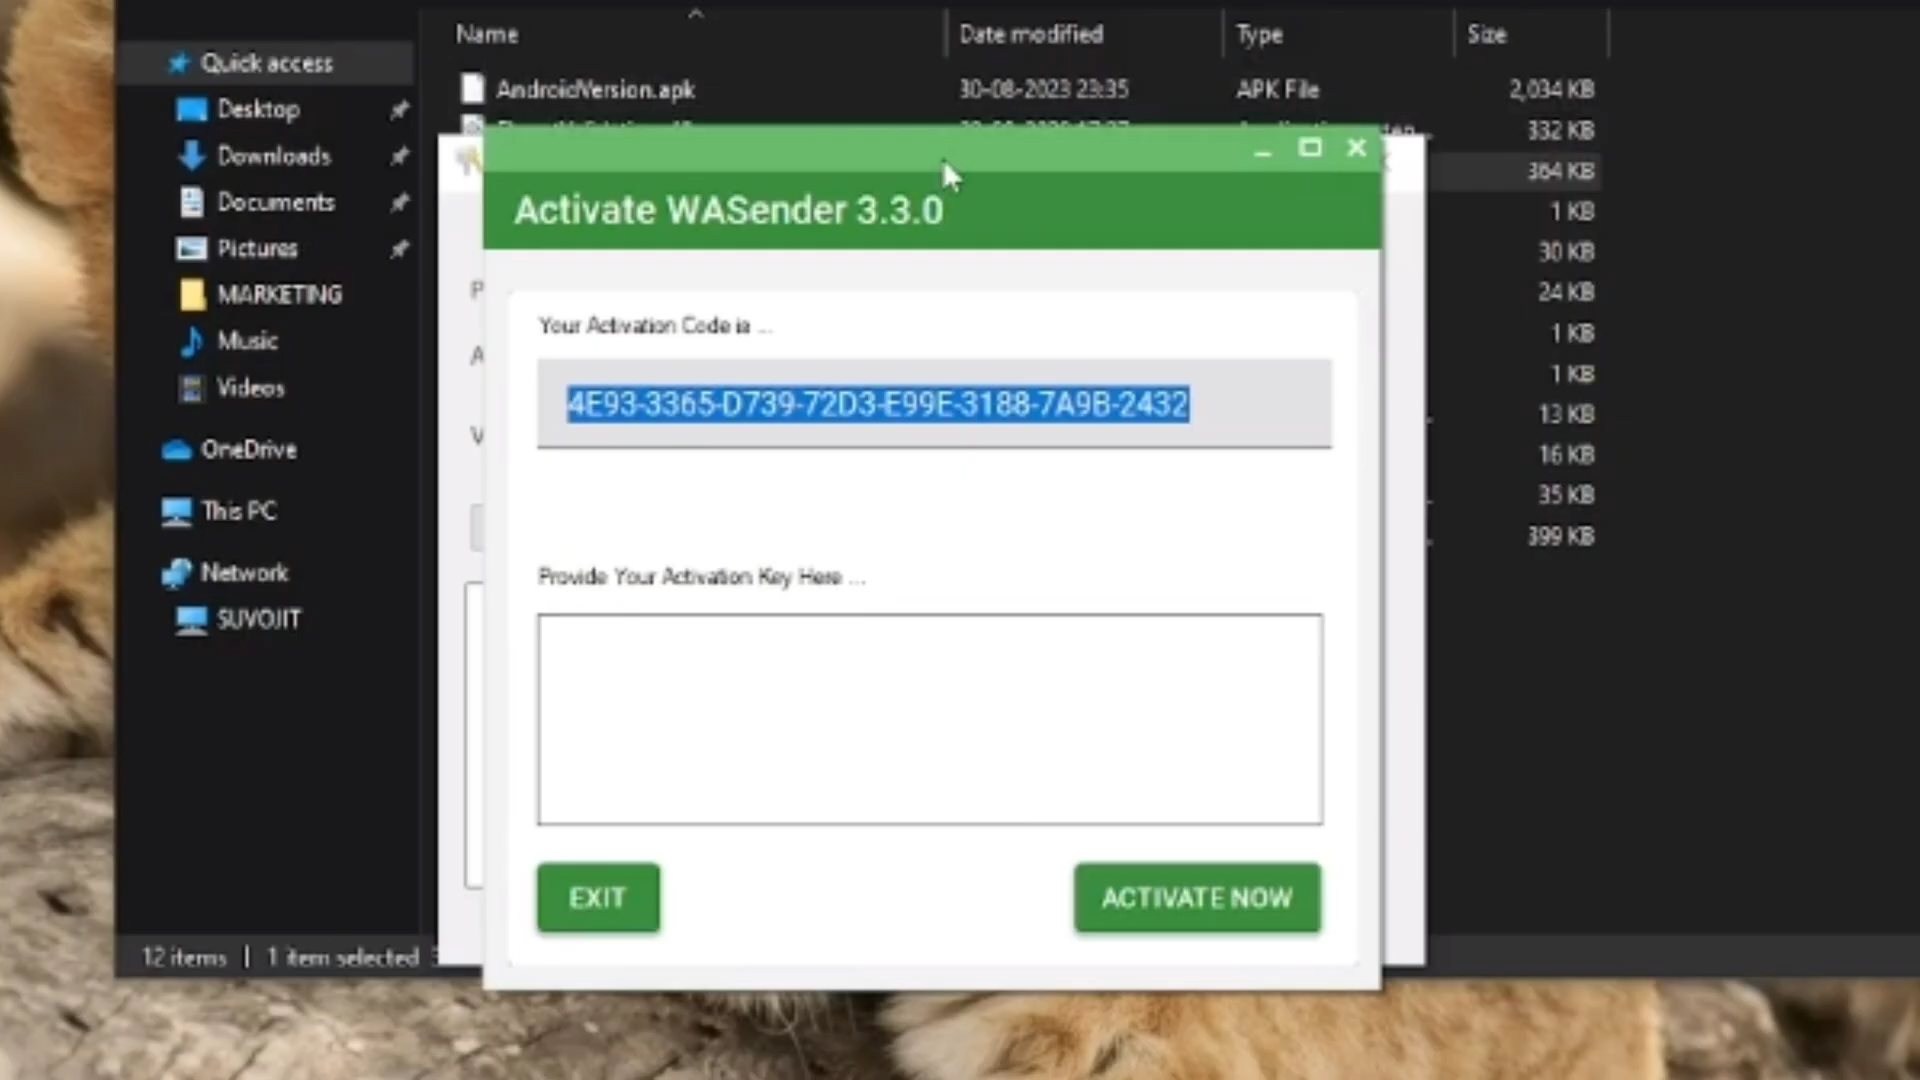 Name
Date modified
Type
Size
Quick access
AndroidVersion.apk
30-08-2023 23:35
APK File
2,034 KB
Desktop
332 KB
Downloads
364 KB
Documents
Activate WASender 3.3.0
1 KB
Pictures
30 KB
MARKETING
24 KB
Your Activation Code is ...
Music
1 KB
Videos
1 KB
4E93-3365-D739-72D3-E99E-3188-7A9B-2432
13 KB
OneDrive
16 KB
This PC
35 KB
399 KB
Network
Provide Your Activation Key Here ...
SUVOJIT
EXIT
ACTIVATE NOW
12 items
1 item selected